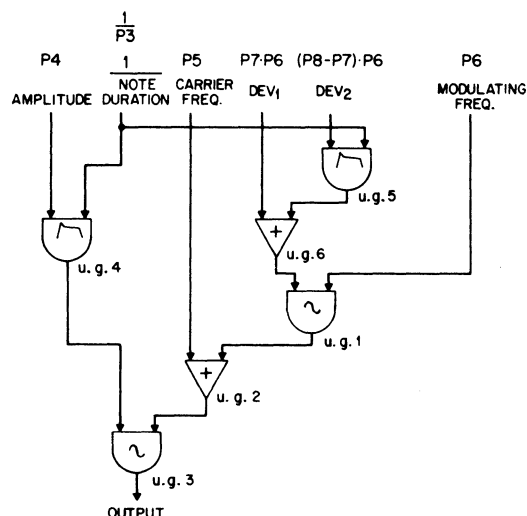 1
P3
P4
P5
P7·P6
(P8-P7)·P6
P6
1
AMPLITUDE
NOTE
DURATION
CARRIER
FREQ.
DEV₁
DEV₂
MODULATING
FREQ.
u.g.5
+
u.g.6
u.g.4
u.g.1
+
u.g.2
u.g.3
OUTPUT